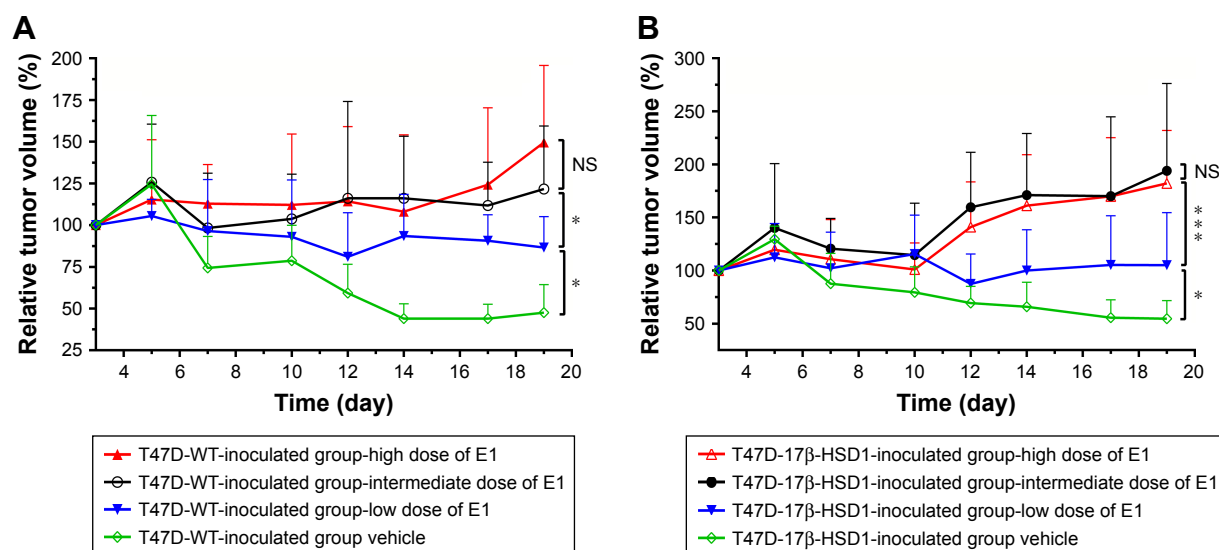 A
Relative tumor volume (%)
200
175
150
125
100
75
50
25
4 6 8 10 12 14 16 18 20
Time (day)
NS
*
*
T47D-WT-inoculated group-high dose of E1
T47D-WT-inoculated group-intermediate dose of E1
T47D-WT-inoculated group-low dose of E1
T47D-WT-inoculated group vehicle
B
Relative tumor volume (%)
300
250
200
150
100
50
4 6 8 10 12 14 16 18 20
Time (day)
NS
***
*
T47D-17β-HSD1-inoculated group-high dose of E1
T47D-17β-HSD1-inoculated group-intermediate dose of E1
T47D-17β-HSD1-inoculated group-low dose of E1
T47D-17β-HSD1-inoculated group vehicle